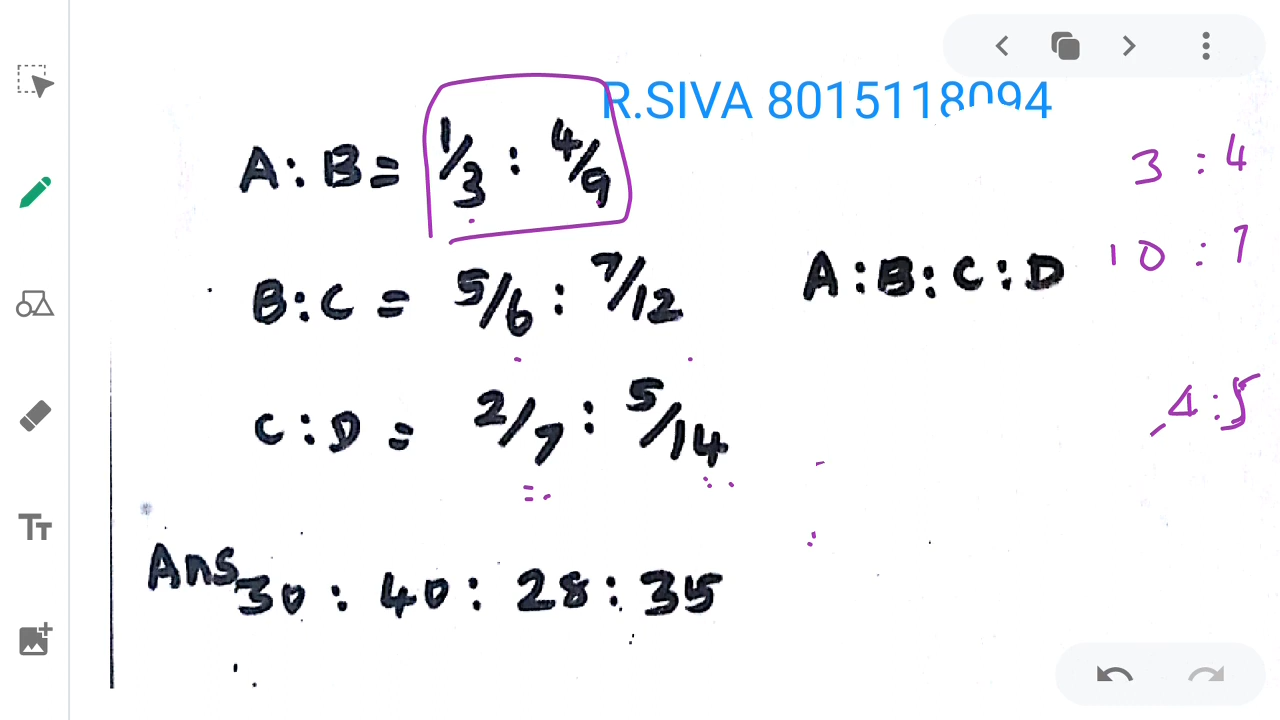 R.SIVA 8015118094
A:B= 1/3 : 4/9
3 : 4
B:C = 5/6 : 7/12
A:B:C:D
10 : 7
C:D = 2/7 : 5/14
4:5
Ans 30 : 40 : 28 : 35
Tт